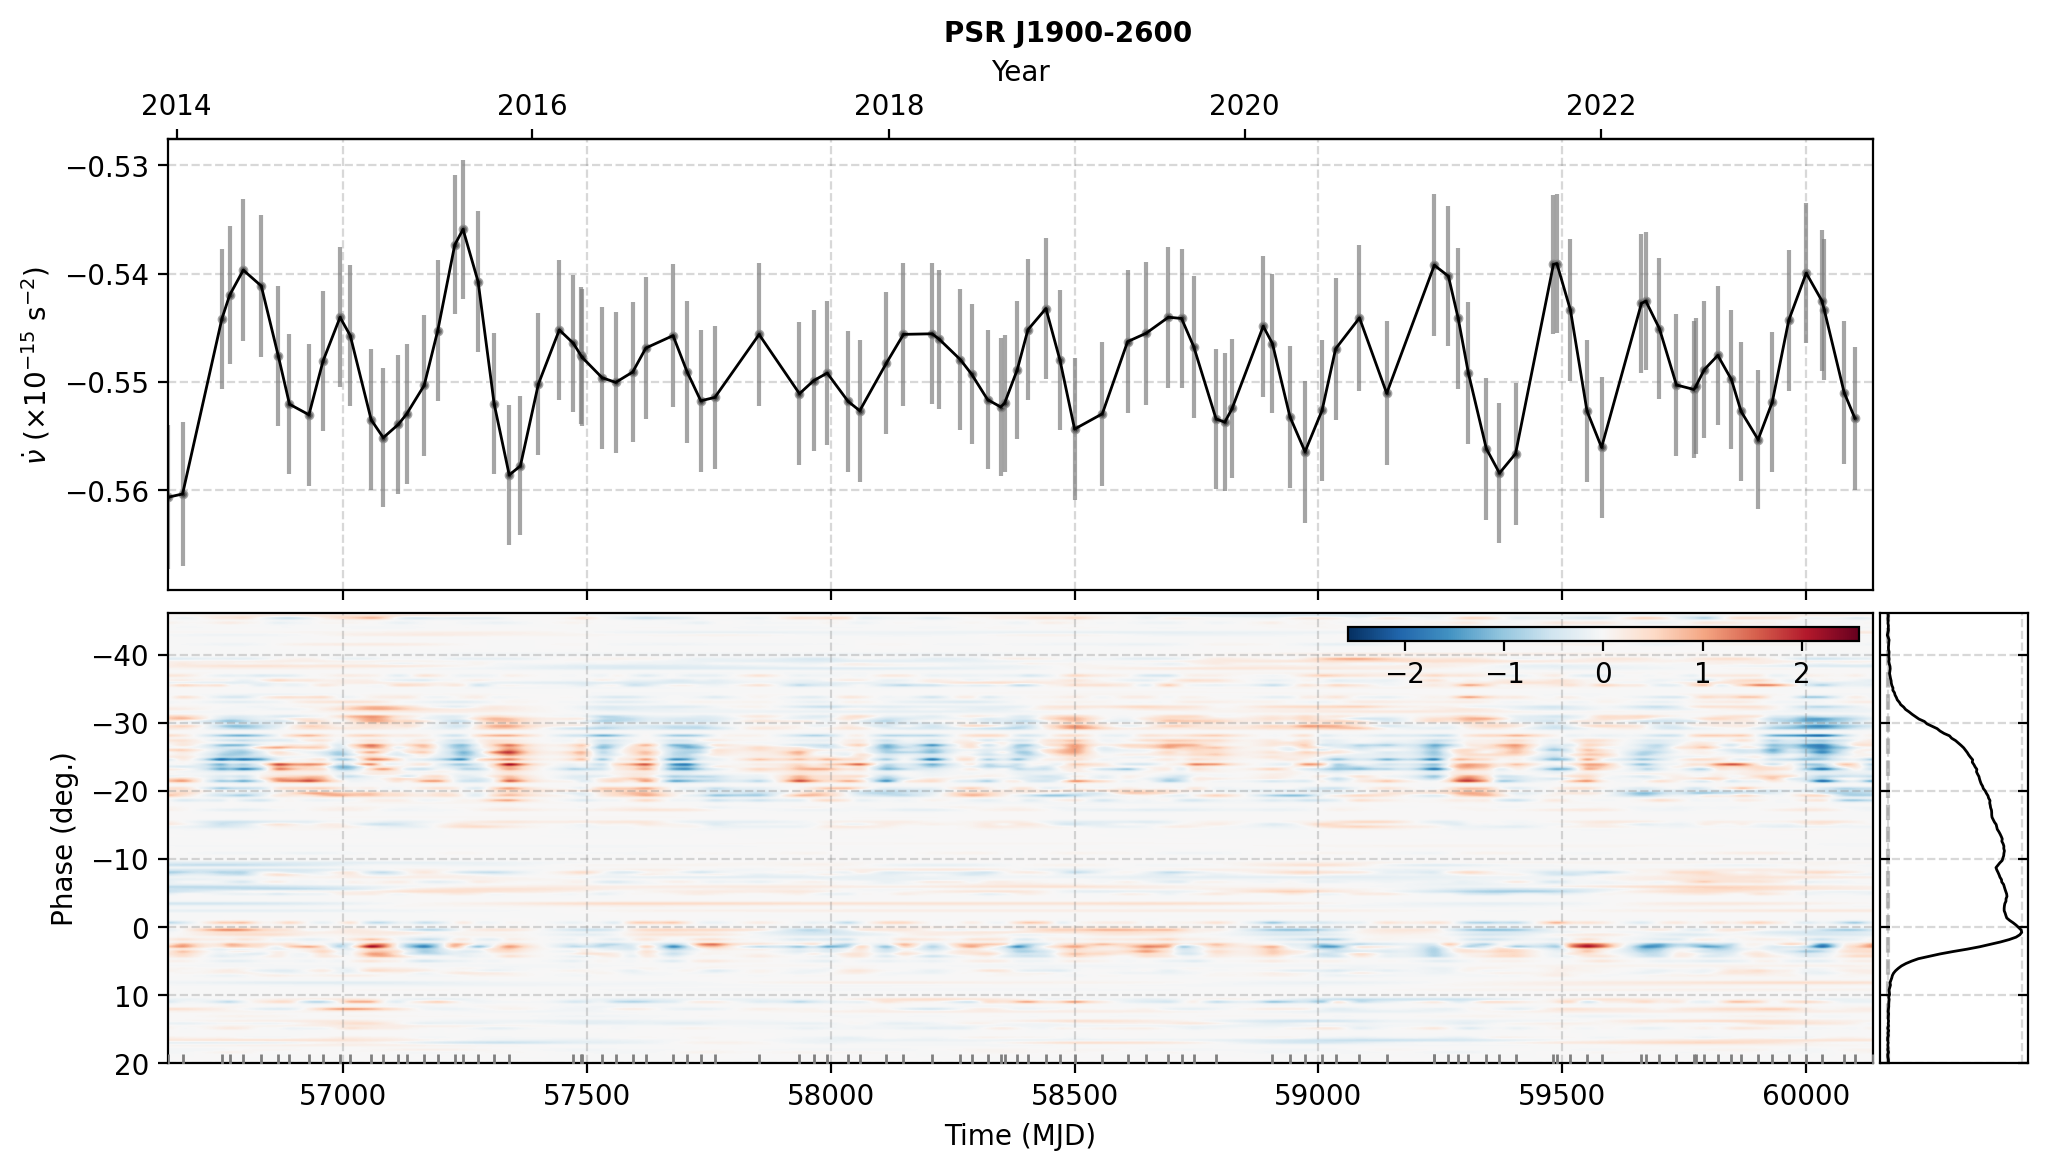 PSR J1900-2600
Year
2014 2016 2018 2020 2022
−0.53
−0.54
−0.55
−0.56
ν̇ (×10⁻¹⁵ s⁻²)
−2 −1 0 1 2
−40
−30
−20
−10
0
10
20
Phase (deg.)
57000 57500 58000 58500 59000 59500 60000
Time (MJD)